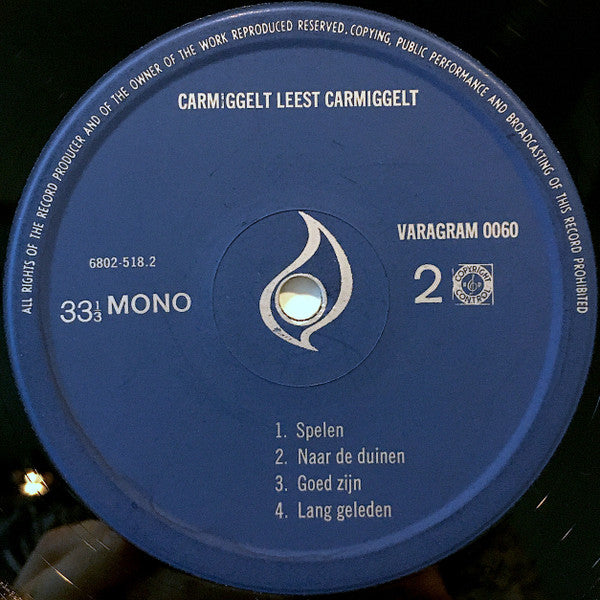 ALL RIGHTS OF THE RECORD PRODUCER AND OF THE OWNER OF THE WORK REPRODUCED RESERVED. COPYING, PUBLIC PERFORMANCE AND BROADCASTING OF THIS RECORD PROHIBITED
CARMiGGELT LEEST CARMIGGELT
VARAGRAM 0060
6802-518.2
33⅓ MONO
2 COPYRIGHT CONTROL
1. Spelen
2. Naar de duinen
3. Goed zijn
4. Lang geleden